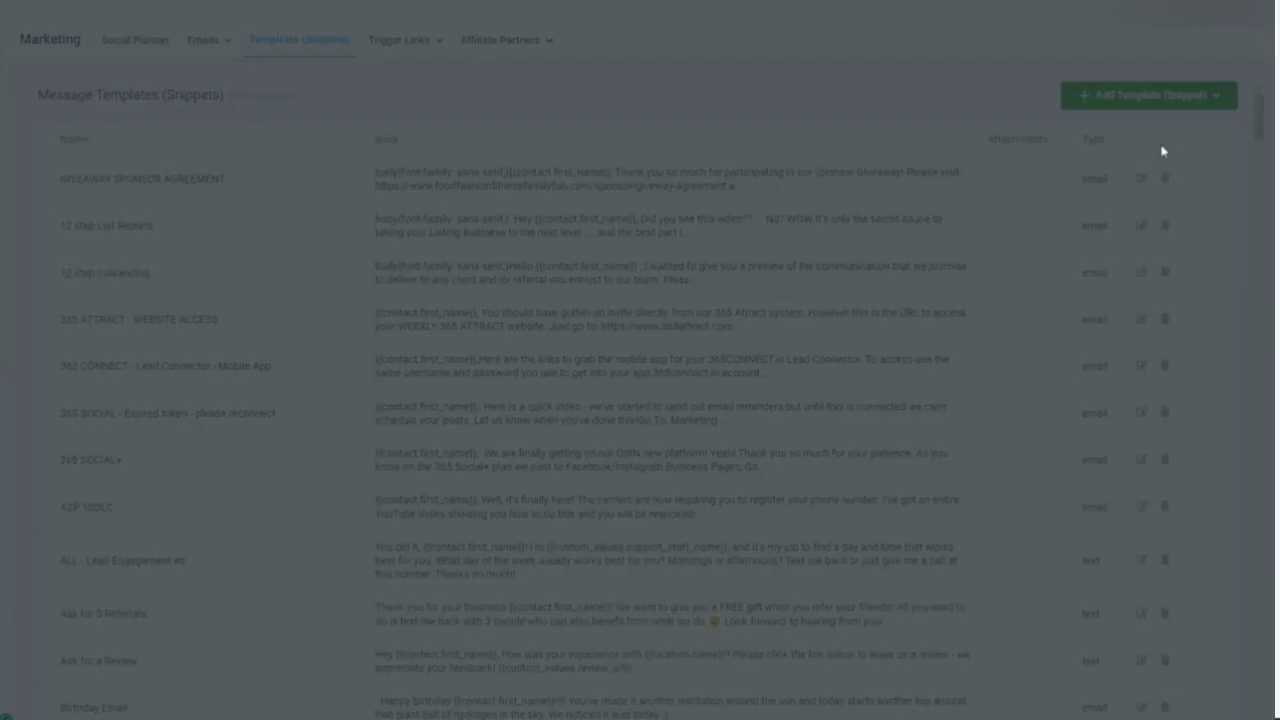 Marketing Social Planner Emails Templates (Snippets) Trigger Links Affiliate Partners
Message Templates (Snippets)
+ Add Template (Snippet)
Name Body Attachments Type
GIVEAWAY SPONSOR AGREEMENT
body{font-family: sans-serif;}{{contact.first_name}}, Thank you so much for participating in our Sponsor Giveaway! Please visit:
https://www.foodfashionfitnessfamilyfun.com/sponsor-giveway-agreement a...
email
12 step List Reports
body{font-family: sans-serif;} Hey {{contact.first_name}}, Did you see this video?? ... No? WOW it's only the secret sauce to
taking your Listing Business to the next level ... and the best part i...
email
12 step cobranding
body{font-family: sans-serif;}Hello {{contact.first_name}} , I wanted to give you a preview of the communication that we promise
to deliver to any client and/or referral you entrust to our team. Pleas...
email
365 ATTRACT - WEBSITE ACCESS
{{contact.first_name}}, You should have gotten an invite directly from our 365 Attract system. However this is the URL to access
your WEEKLY 365 ATTRACT website. Just go to: https://www.365attract.com...
email
365 CONNECT - Lead Connector - Mobile App
{{contact.first_name}},Here are the links to grab the mobile app for your 365CONNECT.io Lead Connector. To access use the
same username and password you use to get into your app.365connect.io account...
email
365 SOCIAL - Expired token - please reconnect
{{contact.first_name}}, Here is a quick video - we've started to send out email reminders but until this is connected we can't
schedule your posts. Let us know when you've done this!Go To: Marketing ...
email
365 SOCIAL+
{{contact.first_name}}, We are finally getting on our OWN new platform! Yeah! Thank you so much for your patience. As you
know on the 365 Social+ plan we post to Facebook/Instagram Business Pages, Go...
email
A2P 10DLC
{{contact.first_name}}, Well, it's finally here! The carriers are now requiring you to register your phone number. I've got an entire
YouTube Video showing you how to do this and you will be responsib...
email
ALL - Lead Engagement #6
You did it, {{contact.first_name}}! I'm {{custom_values.support_staff_name}}, and it's my job to find a day and time that works
best for you. What day of the week usually works best for you? Mornings or afternoons? Text me back or just give me a call at
this number. Thanks so much!
text
Ask for 3 Referrals
Thank you for your business {{contact.first_name}}! We want to give you a FREE gift when you refer your friends! All you need to
do is text me back with 3 people who can also benefit from what we do 😀 Look forward to hearing from you!
text
Ask for a Review
Hey {{contact.first_name}}, how was your experience with {{location.name}}? Please click the link below to leave us a review - we
appreciate your feedback! {{custom_values.review_url}}
text
Birthday Email
Happy birthday {{contact.first_name}}!!! You've made it another revolution around the sun and today starts another one around
that giant ball of hydrogen in the sky. We noticed it was today :)
email